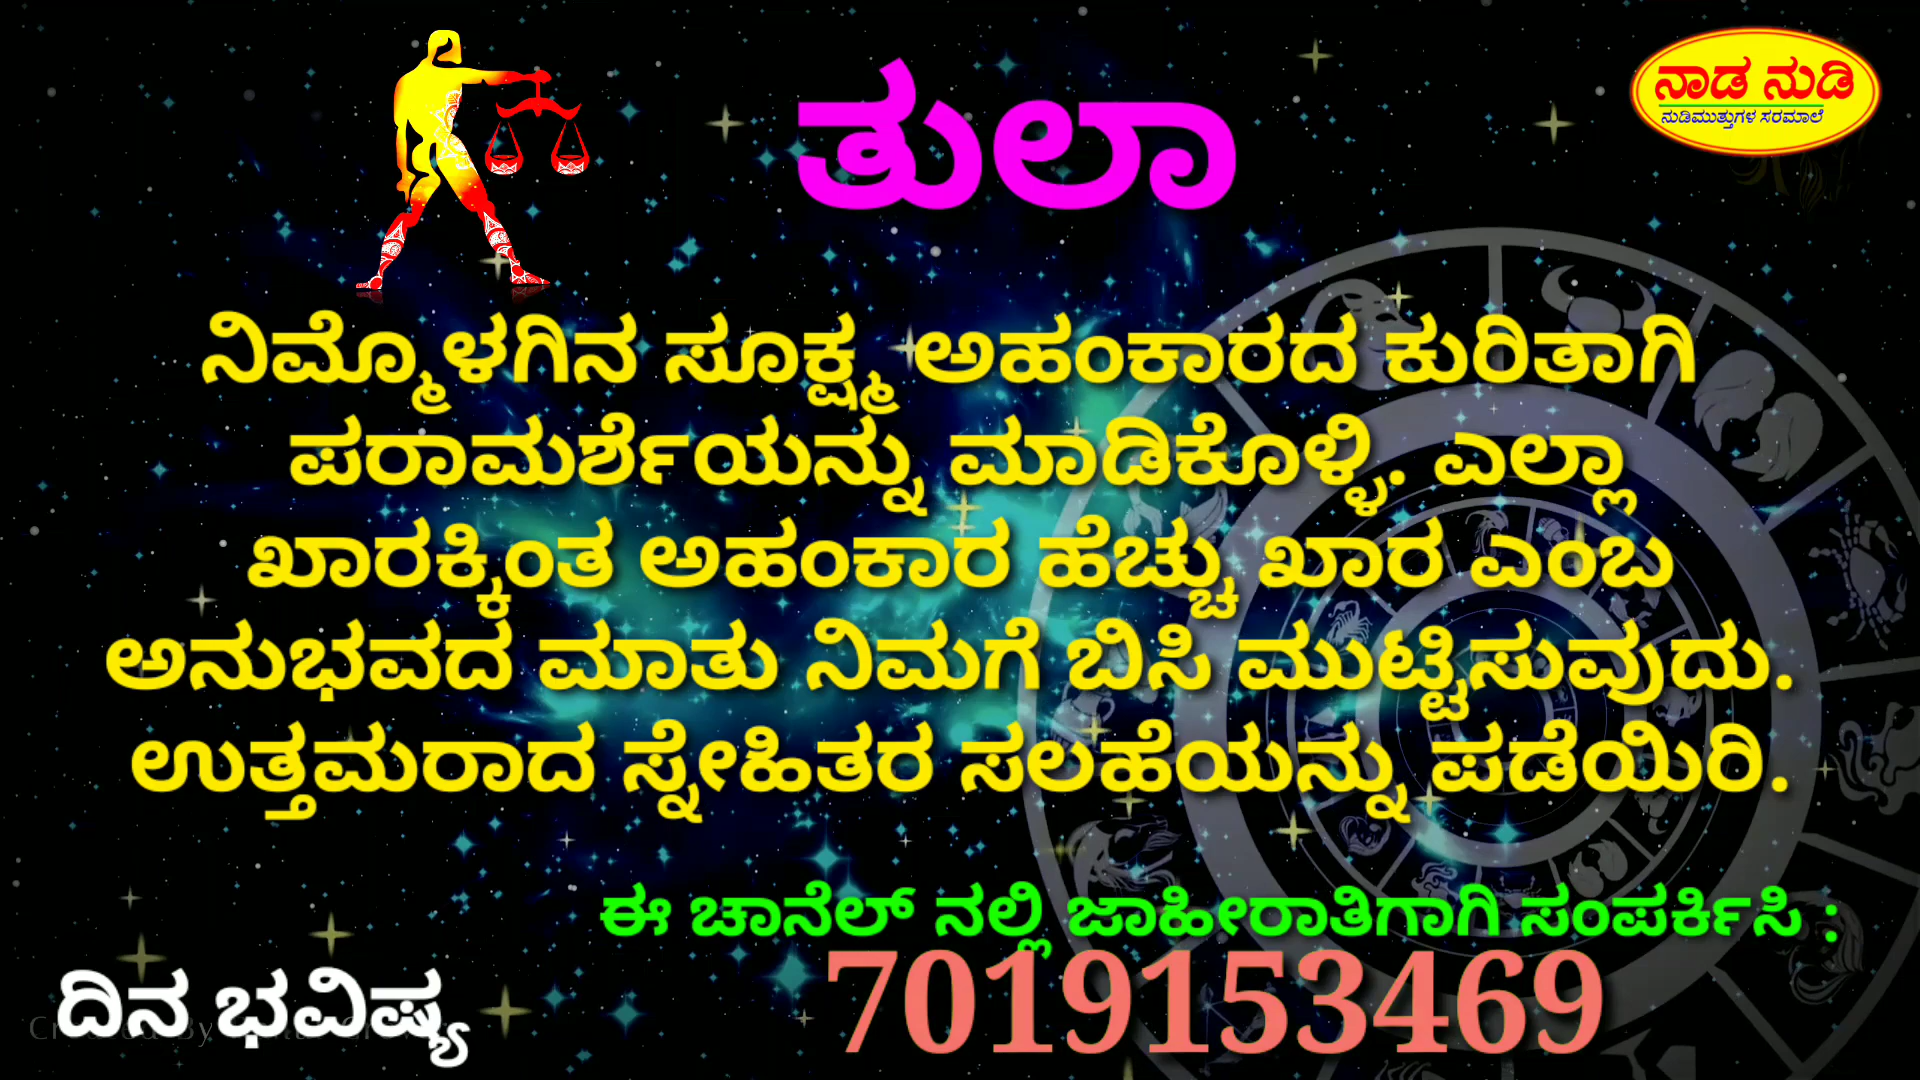 ತುಲಾ
ನಾಡ ನುಡಿ
ನುಡಿಮುತ್ತುಗಳ ಸರಮಾಲೆ
ನಿಮ್ಮೊಳಗಿನ ಸೂಕ್ಷ್ಮ ಅಹಂಕಾರದ ಕುರಿತಾಗಿ
ಪರಾಮರ್ಶೆಯನ್ನು ಮಾಡಿಕೊಳ್ಳಿ. ಎಲ್ಲಾ
ಖಾರಕ್ಕಿಂತ ಅಹಂಕಾರ ಹೆಚ್ಚು ಖಾರ ಎಂಬ
ಅನುಭವದ ಮಾತು ನಿಮಗೆ ಬಿಸಿ ಮುಟ್ಟಿಸುವುದು.
ಉತ್ತಮರಾದ ಸ್ನೇಹಿತರ ಸಲಹೆಯನ್ನು ಪಡೆಯಿರಿ.
ಈ ಚಾನೆಲ್ ನಲ್ಲಿ ಜಾಹೀರಾತಿಗಾಗಿ ಸಂಪರ್ಕಿಸಿ :
7019153469
ದಿನ ಭವಿಷ್ಯ